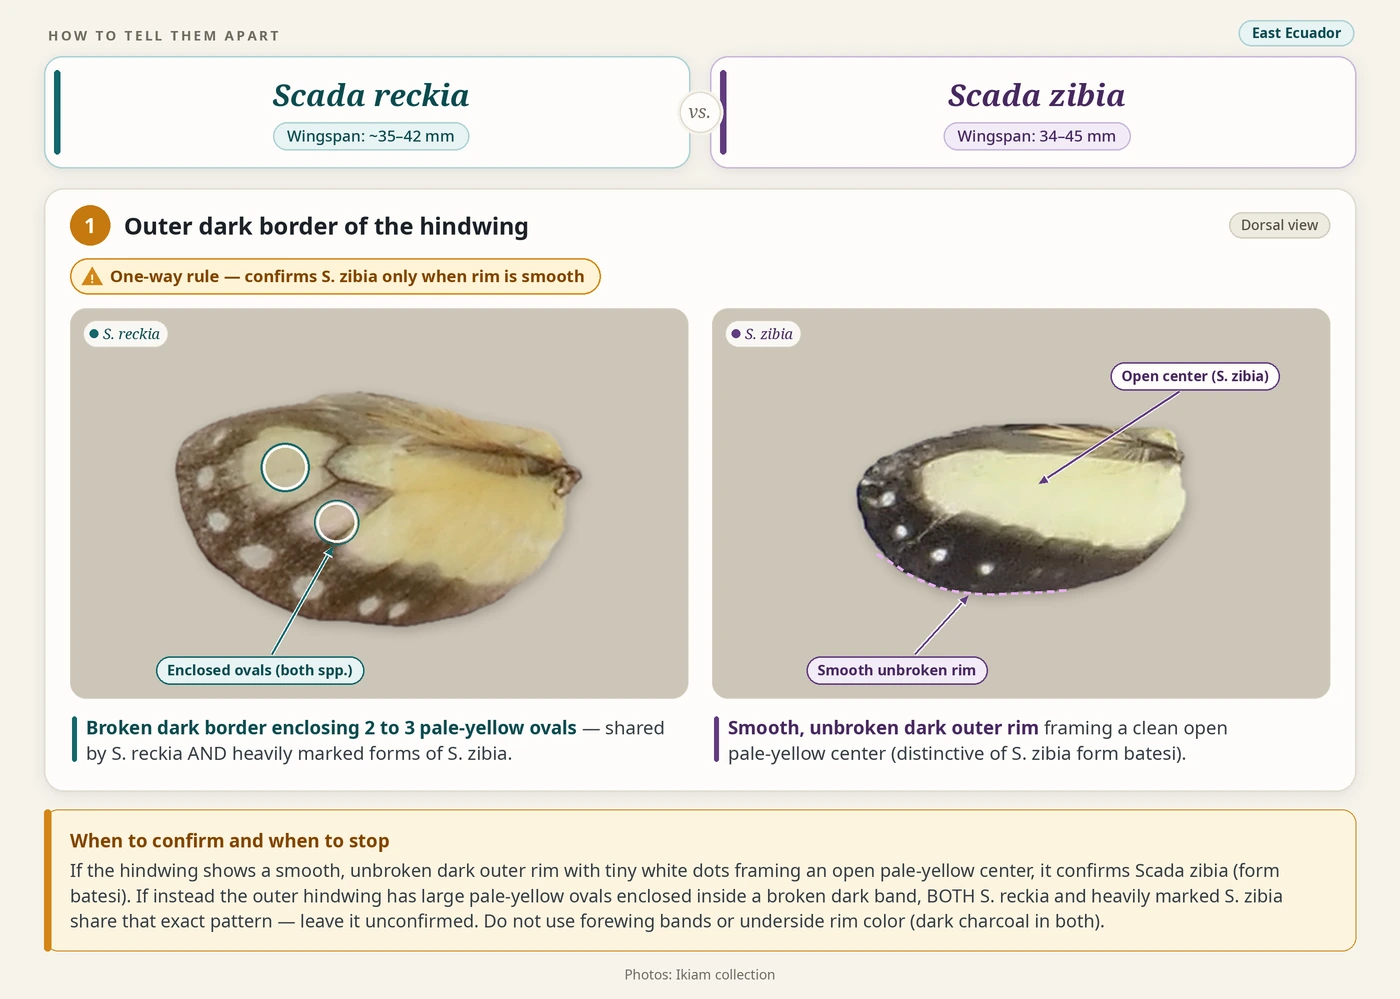 HOW TO TELL THEM APART
East Ecuador
Scada reckia
Wingspan: ~35–42 mm
vs.
Scada zibia
Wingspan: 34–45 mm
1 Outer dark border of the hindwing
Dorsal view
One-way rule — confirms S. zibia only when rim is smooth
S. reckia
Enclosed ovals (both spp.)
S. zibia
Open center (S. zibia)
Smooth unbroken rim
Broken dark border enclosing 2 to 3 pale-yellow ovals — shared
by S. reckia AND heavily marked forms of S. zibia.
Smooth, unbroken dark outer rim framing a clean open
pale-yellow center (distinctive of S. zibia form batesi).
When to confirm and when to stop
If the hindwing shows a smooth, unbroken dark outer rim with tiny white dots framing an open pale-yellow center, it confirms Scada zibia (form
batesi). If instead the outer hindwing has large pale-yellow ovals enclosed inside a broken dark band, BOTH S. reckia and heavily marked S. zibia
share that exact pattern — leave it unconfirmed. Do not use forewing bands or underside rim color (dark charcoal in both).
Photos: Ikiam collection